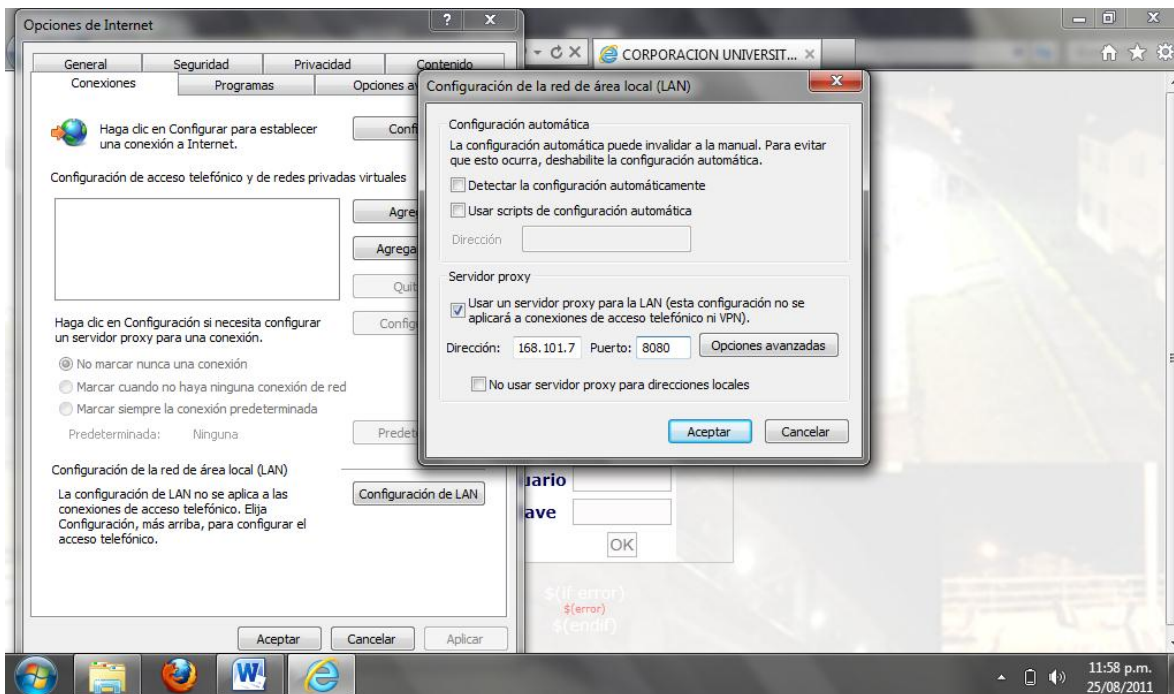 Opciones de Internet
?
X
General
Seguridad
Privacidad
Contenido
Conexiones
Programas
Opciones
Haga clic en Configurar para establecer
una conexión a Internet.
Configuración de acceso telefónico y de redes privadas virtuales
Haga clic en Configuración si necesita configurar
un servidor proxy para una conexión.
No marcar nunca una conexión
Marcar cuando no haya ninguna conexión de red
Marcar siempre la conexión predeterminada
Predeterminada: Ninguna
Configuración de la red de área local (LAN)
La configuración de LAN no se aplica a las
conexiones de acceso telefónico. Elija
Configuración, más arriba, para configurar el
acceso telefónico.
Configuración de LAN
Aceptar
Cancelar
Aplicar
CORPORACION UNIVERSIT...
Configuración de la red de área local (LAN)
Configuración automática
La configuración automática puede invalidar a la manual. Para evitar
que esto ocurra, deshabilite la configuración automática.
Detectar la configuración automáticamente
Usar scripts de configuración automática
Dirección
Servidor proxy
Usar un servidor proxy para la LAN (esta configuración no se
aplicará a conexiones de acceso telefónico ni VPN).
Dirección: 168.101.7 Puerto: 8080 Opciones avanzadas
No usar servidor proxy para direcciones locales
Aceptar
Cancelar
uario
ave
OK
$(if error)
$(error)
$(endif)
11:58 p.m.
25/08/2011